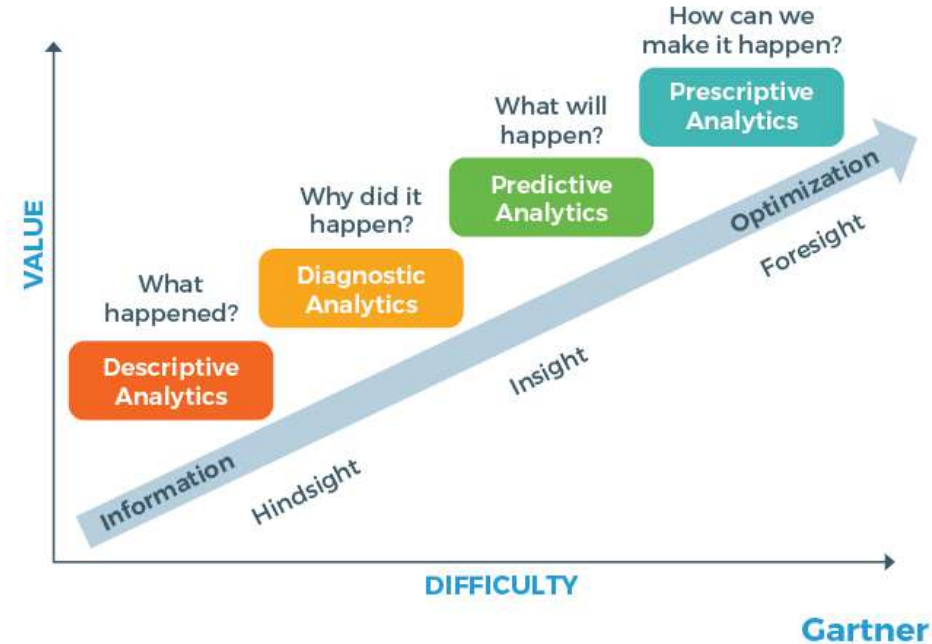 How can we
make it happen?
Prescriptive
Analytics
What will
happen?
Predictive
Analytics
Why did it
happen?
Diagnostic
Analytics
What
happened?
Descriptive
Analytics
VALUE
Information
Optimization
Hindsight
Insight
Foresight
DIFFICULTY
Gartner